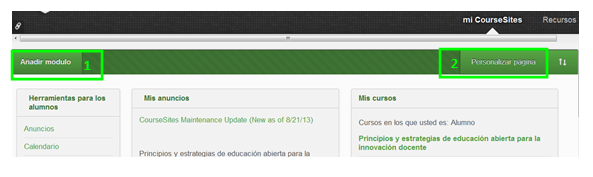 mi CourseSites Recursos
Añadir modulo 1 2 Personalizar página
Herramientas para los
alumnos
Anuncios
Calendario
Mis anuncios
CourseSites Maintenance Update (New as of 8/21/13)
Principios y estrategias de educación abierta para la
Mis cursos
Cursos en los que usted es: Alumno
Principios y estrategias de educación abierta para la
innovación docente